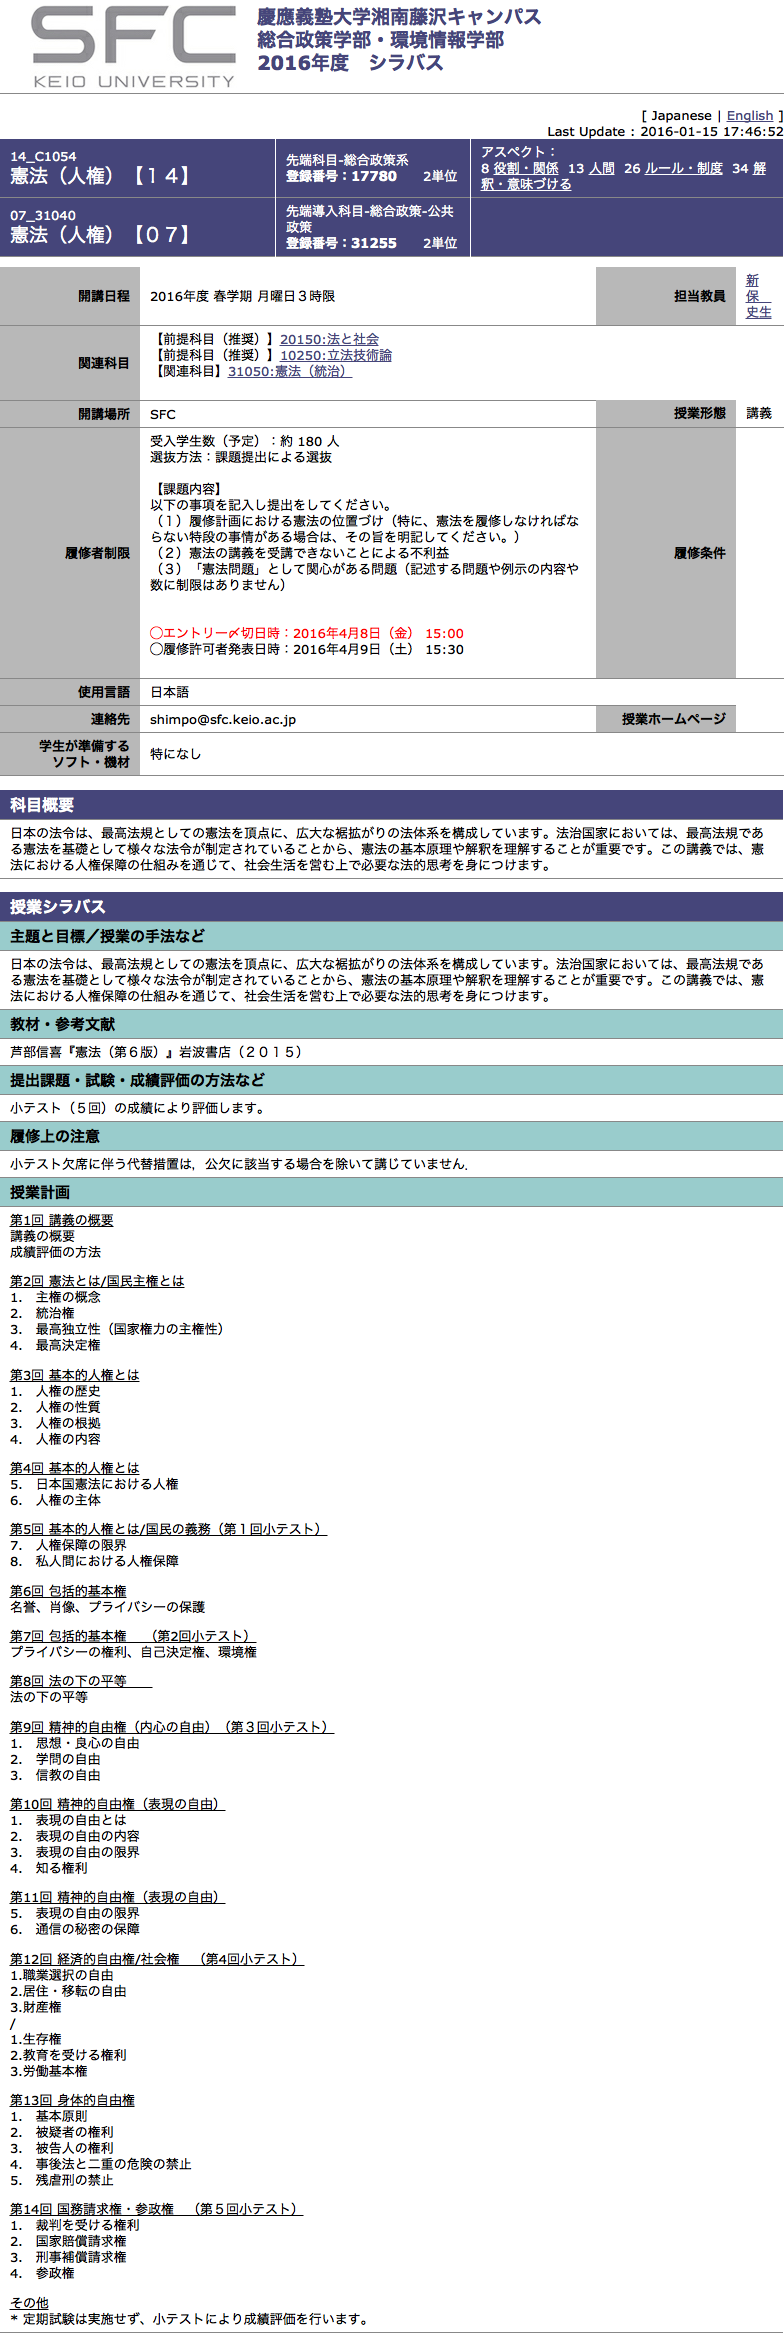 SFC
KEIO UNIVERSITY
慶應義塾大学湘南藤沢キャンパス
総合政策学部・環境情報学部
2016年度　シラバス
[ Japanese | English ]
Last Update : 2016-01-15 17:46:52
14_C1054
憲法（人権）【１４】
先端科目-総合政策系
登録番号：17780　　2単位
アスペクト：
8 役割・関係　13 人間　26 ルール・制度　34 解
釈・意味づける
07_31040
憲法（人権）【０７】
先端導入科目-総合政策-公共
政策
登録番号：31255　　2単位
開講日程
2016年度 春学期 月曜日３時限
担当教員
新
保
史生
関連科目
【前提科目（推奨）】20150:法と社会
【前提科目（推奨）】10250:立法技術論
【関連科目】31050:憲法（統治）
開講場所
SFC
授業形態
講義
履修者制限
受入学生数（予定）：約 180 人
選抜方法：課題提出による選抜
【課題内容】
以下の事項を記入し提出をしてください。
（１）履修計画における憲法の位置づけ（特に、憲法を履修しなければな
らない特段の事情がある場合は、その旨を明記してください。）
（２）憲法の講義を受講できないことによる不利益
（３）「憲法問題」として関心がある問題（記述する問題や例示の内容や
数に制限はありません）
◯エントリー〆切日時：2016年4月8日（金） 15:00
◯履修許可者発表日時：2016年4月9日（土） 15:30
履修条件
使用言語
日本語
連絡先
shimpo@sfc.keio.ac.jp
授業ホームページ
学生が準備する
ソフト・機材
特になし
科目概要
日本の法令は、最高法規としての憲法を頂点に、広大な裾拡がりの法体系を構成しています。法治国家においては、最高法規であ
る憲法を基礎として様々な法令が制定されていることから、憲法の基本原理や解釈を理解することが重要です。この講義では、憲
法における人権保障の仕組みを通じて、社会生活を営む上で必要な法的思考を身につけます。
授業シラバス
主題と目標／授業の手法など
日本の法令は、最高法規としての憲法を頂点に、広大な裾拡がりの法体系を構成しています。法治国家においては、最高法規であ
る憲法を基礎として様々な法令が制定されていることから、憲法の基本原理や解釈を理解することが重要です。この講義では、憲
法における人権保障の仕組みを通じて、社会生活を営む上で必要な法的思考を身につけます。
教材・参考文献
芦部信喜『憲法（第６版）』岩波書店（２０１５）
提出課題・試験・成績評価の方法など
小テスト（５回）の成績により評価します。
履修上の注意
小テスト欠席に伴う代替措置は，公欠に該当する場合を除いて講じていません．
授業計画
第1回 講義の概要
講義の概要
成績評価の方法
第2回 憲法とは/国民主権とは
1.　主権の概念
2.　統治権
3.　最高独立性（国家権力の主権性）
4.　最高決定権
第3回 基本的人権とは
1.　人権の歴史
2.　人権の性質
3.　人権の根拠
4.　人権の内容
第4回 基本的人権とは
5.　日本国憲法における人権
6.　人権の主体
第5回 基本的人権とは/国民の義務（第１回小テスト）
7.　人権保障の限界
8.　私人間における人権保障
第6回 包括的基本権
名誉、肖像、プライバシーの保護
第7回 包括的基本権　（第2回小テスト）
プライバシーの権利、自己決定権、環境権
第8回 法の下の平等
法の下の平等
第9回 精神的自由権（内心の自由）（第３回小テスト）
1.　思想・良心の自由
2.　学問の自由
3.　信教の自由
第10回 精神的自由権（表現の自由）
1.　表現の自由とは
2.　表現の自由の内容
3.　表現の自由の限界
4.　知る権利
第11回 精神的自由権（表現の自由）
5.　表現の自由の限界
6.　通信の秘密の保障
第12回 経済的自由権/社会権　（第4回小テスト）
1.職業選択の自由
2.居住・移転の自由
3.財産権
/
1.生存権
2.教育を受ける権利
3.労働基本権
第13回 身体的自由権
1.　基本原則
2.　被疑者の権利
3.　被告人の権利
4.　事後法と二重の危険の禁止
5.　残虐刑の禁止
第14回 国務請求権・参政権　（第５回小テスト）
1.　裁判を受ける権利
2.　国家賠償請求権
3.　刑事補償請求権
4.　参政権
その他
* 定期試験は実施せず、小テストにより成績評価を行います。